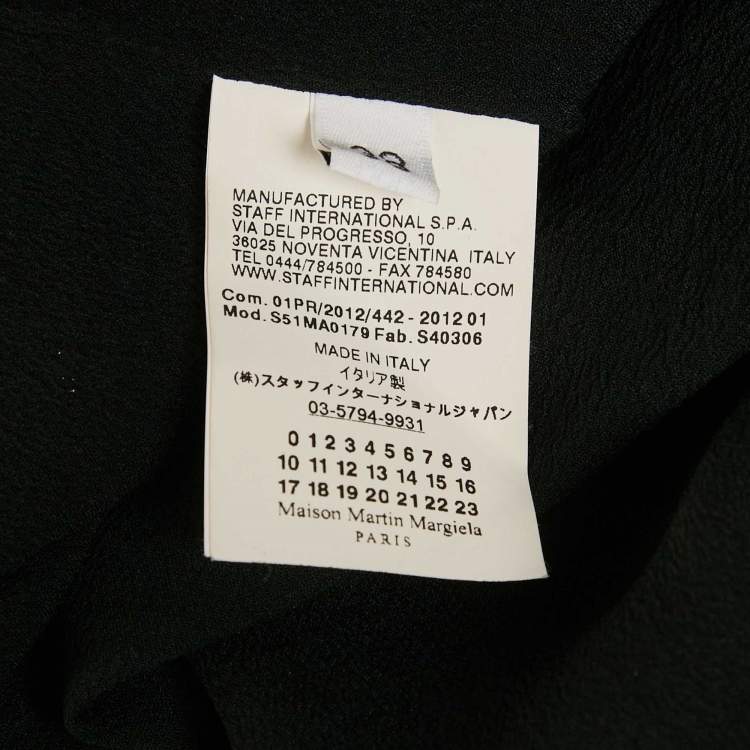 MANUFACTURED BY
STAFF INTERNATIONAL S.P.A.
VIA DEL PROGRESSO, 10
36025 NOVENTA VICENTINA ITALY
TEL 0444/784500 - FAX 784580
WWW.STAFFINTERNATIONAL.COM
Com. 01PR/2012/442 - 2012 01
Mod. S51MA0179 Fab. S40306
MADE IN ITALY
イタリア製
(株)スタッフインターナショナルジャパン
03-5794-9931
0 1 2 3 4 5 6 7 8 9
10 11 12 13 14 15 16
17 18 19 20 21 22 23
Maison Martin Margiela
PARIS